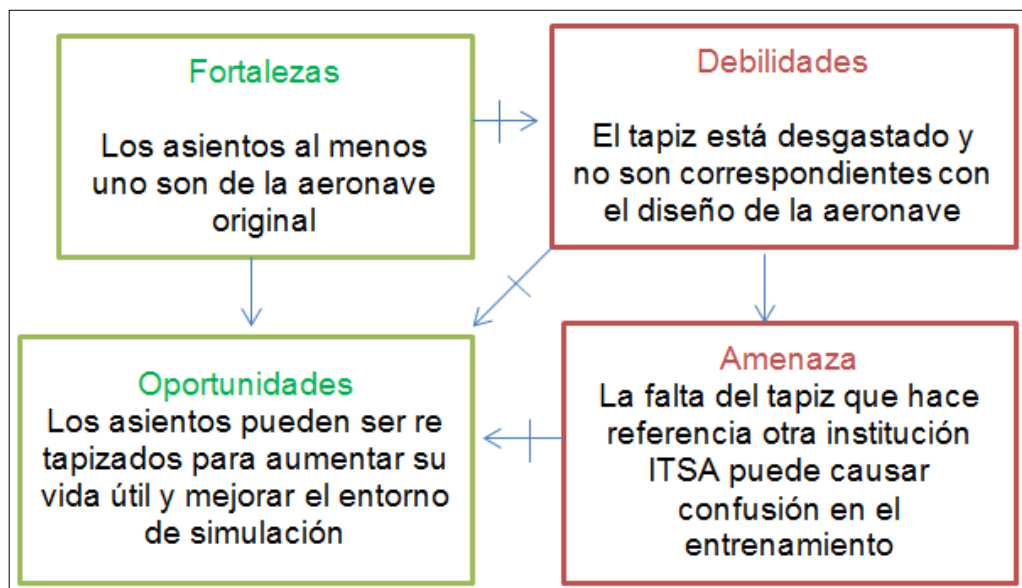 Fortalezas
Los asientos al menos
uno son de la aeronave
original
Debilidades
El tapiz está desgastado y
no son correspondientes con
el diseño de la aeronave
Oportunidades
Los asientos pueden ser re
tapizados para aumentar su
vida útil y mejorar el entorno
de simulación
Amenaza
La falta del tapiz que hace
referencia otra institución
ITSA puede causar
confusión en el
entrenamiento